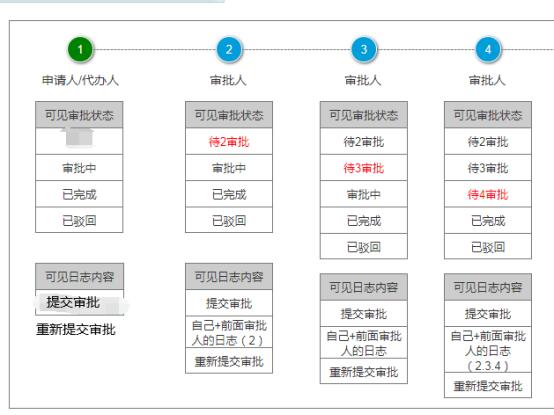 1
2
3
4
申请人/代办人
审批人
审批人
审批人
可见审批状态
审批中
已完成
已驳回
可见审批状态
待2审批
审批中
已完成
已驳回
可见审批状态
待2审批
待3审批
审批中
已完成
已驳回
可见审批状态
待2审批
待3审批
待4审批
已完成
已驳回
可见日志内容
提交审批
重新提交审批
可见日志内容
提交审批
自己+前面审批
人的日志（2）
重新提交审批
可见日志内容
提交审批
自己+前面审批
人的日志
重新提交审批
可见日志内容
提交审批
自己+前面审批
人的日志
（2.3.4）
重新提交审批